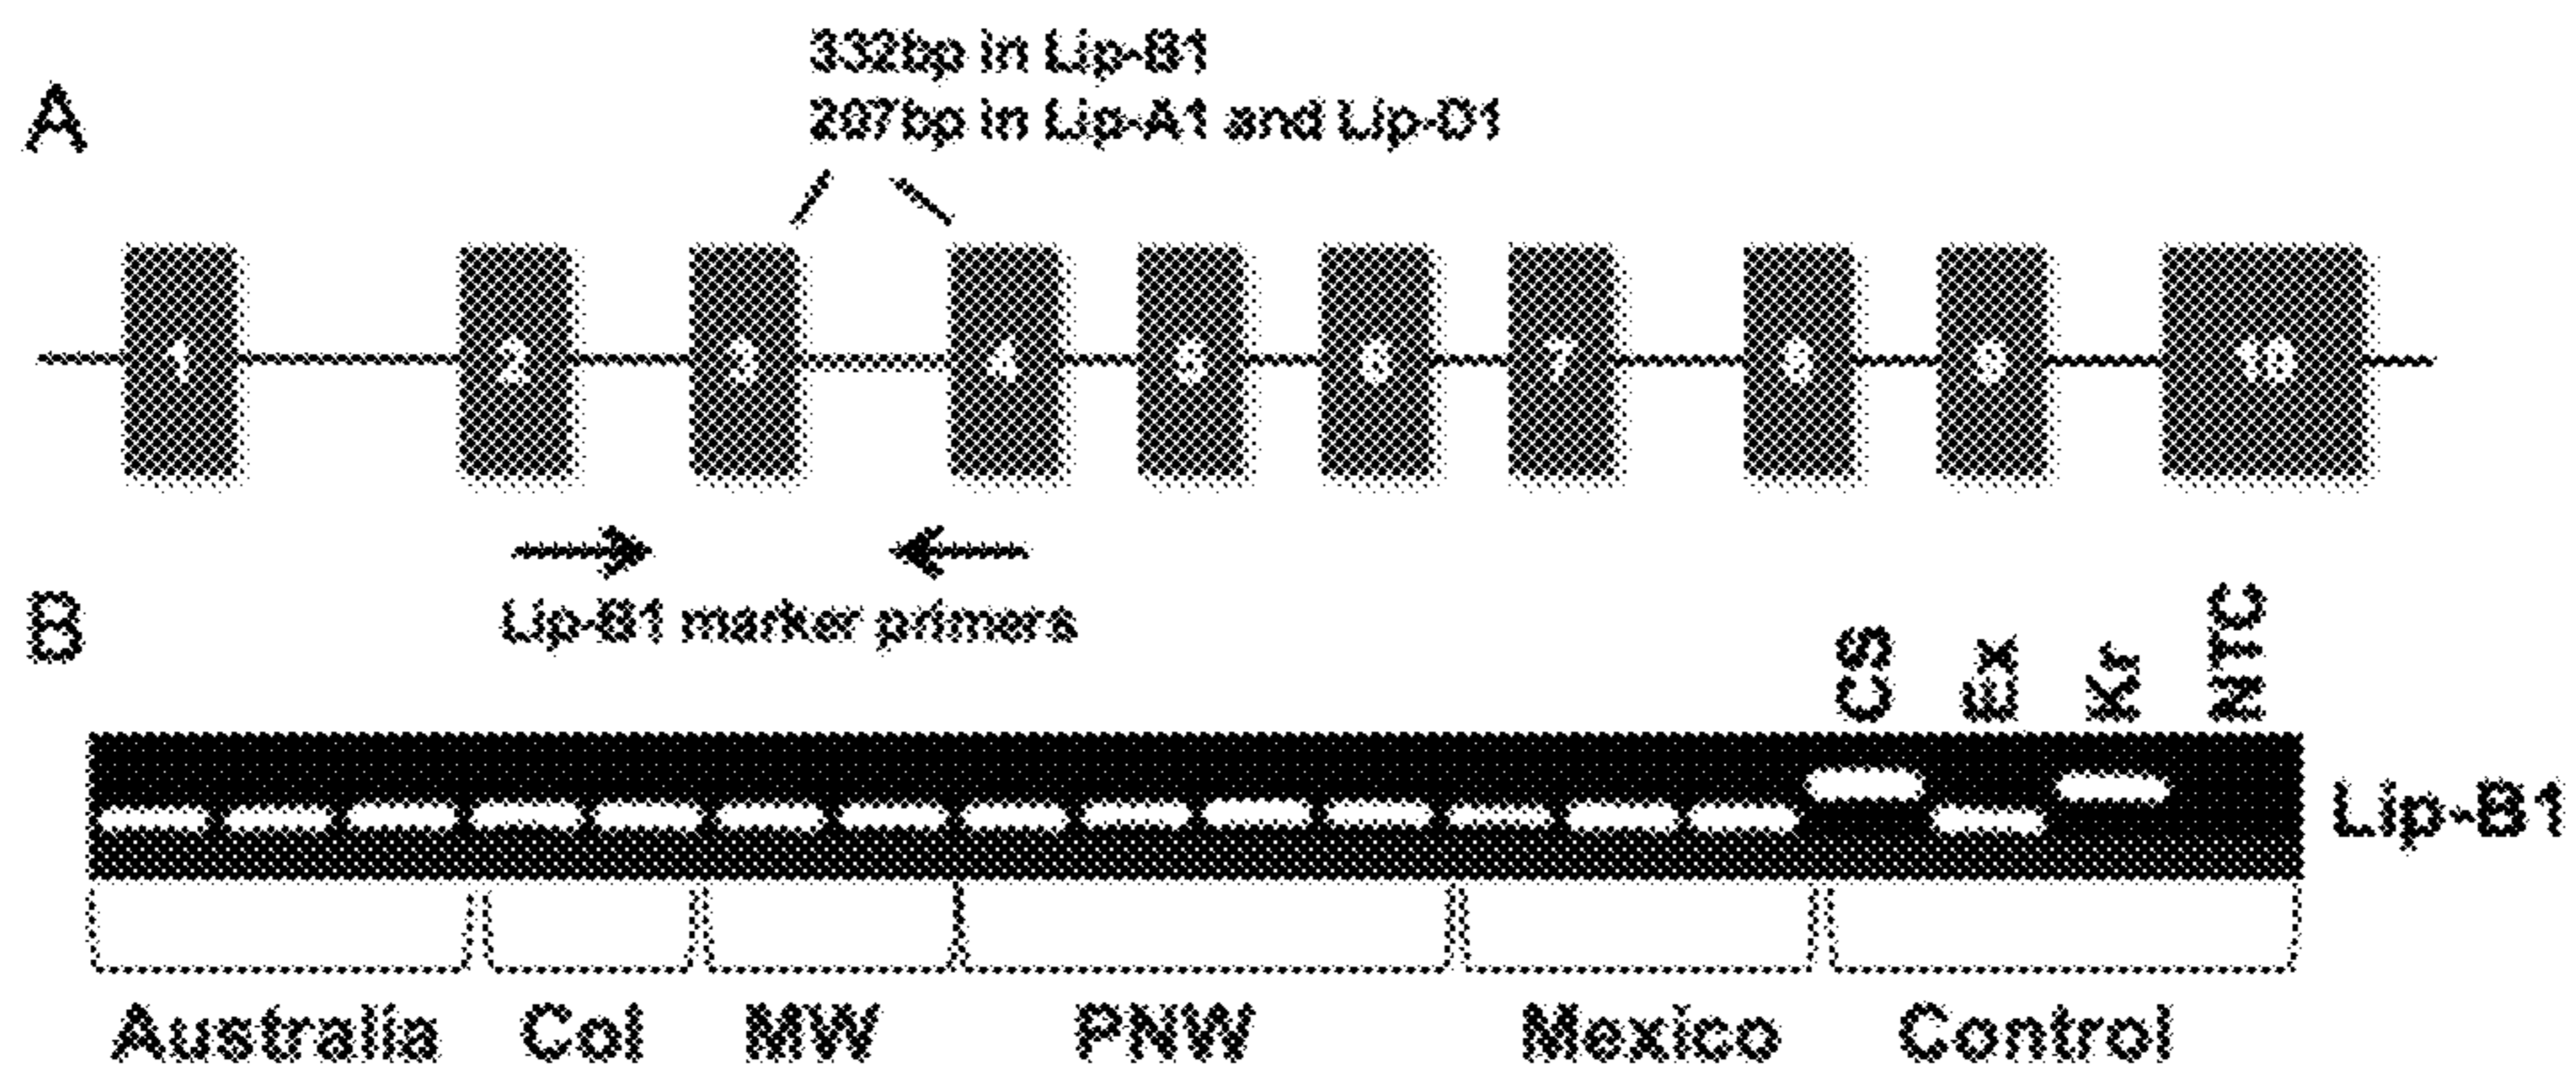 A
332bp in Lip-B1
207bp in Lip-A1 and Lip-D1
1 2 3 4 5 6 7 8 9 10
Lip-B1 marker primers
B
CS Ex Kr NTC
Lip-B1
Australia Col MW PNW Mexico Control